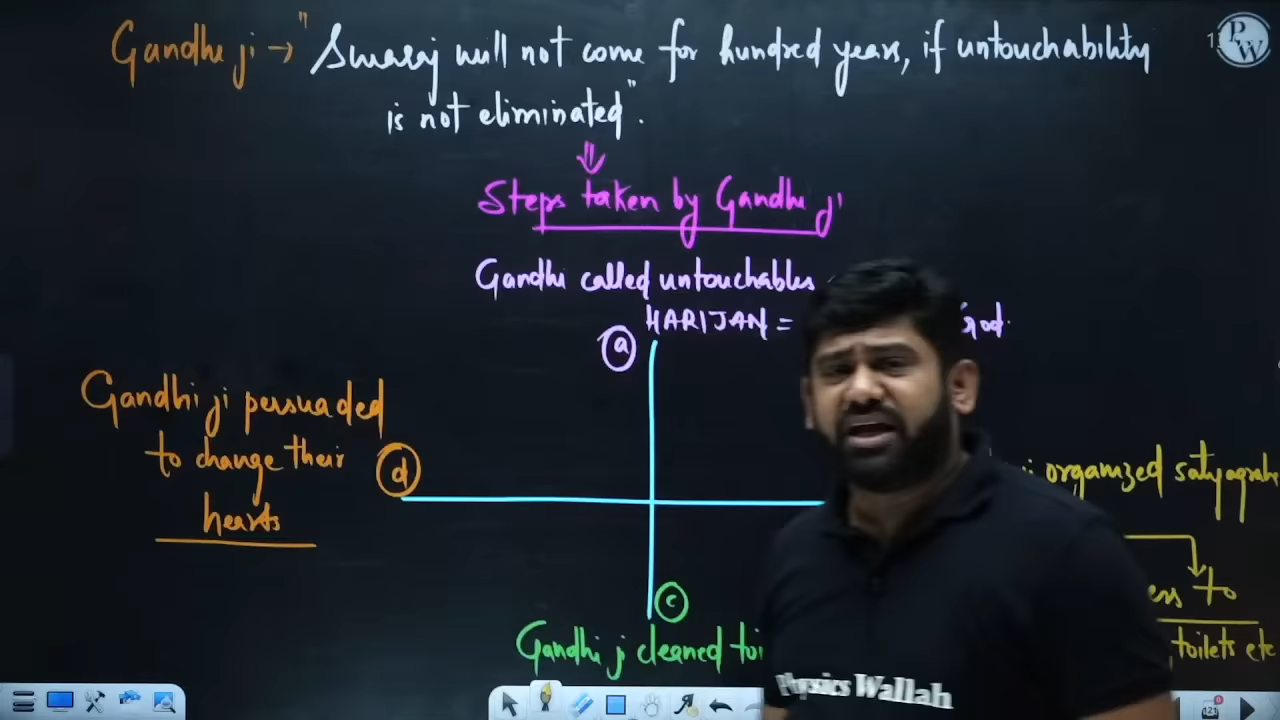 Gandhi ji → "Swaraj will not come for hundred years, if untouchability
is not eliminated".
Steps taken by Gandhi ji
Gandhi called untouchables
HARIJAN =
God.
a
Gandhi ji persuaded
to change their
hearts
d
organized satyagraha
to
toilets etc
c
Gandhi ji cleaned
Physics Wallah
PW
121